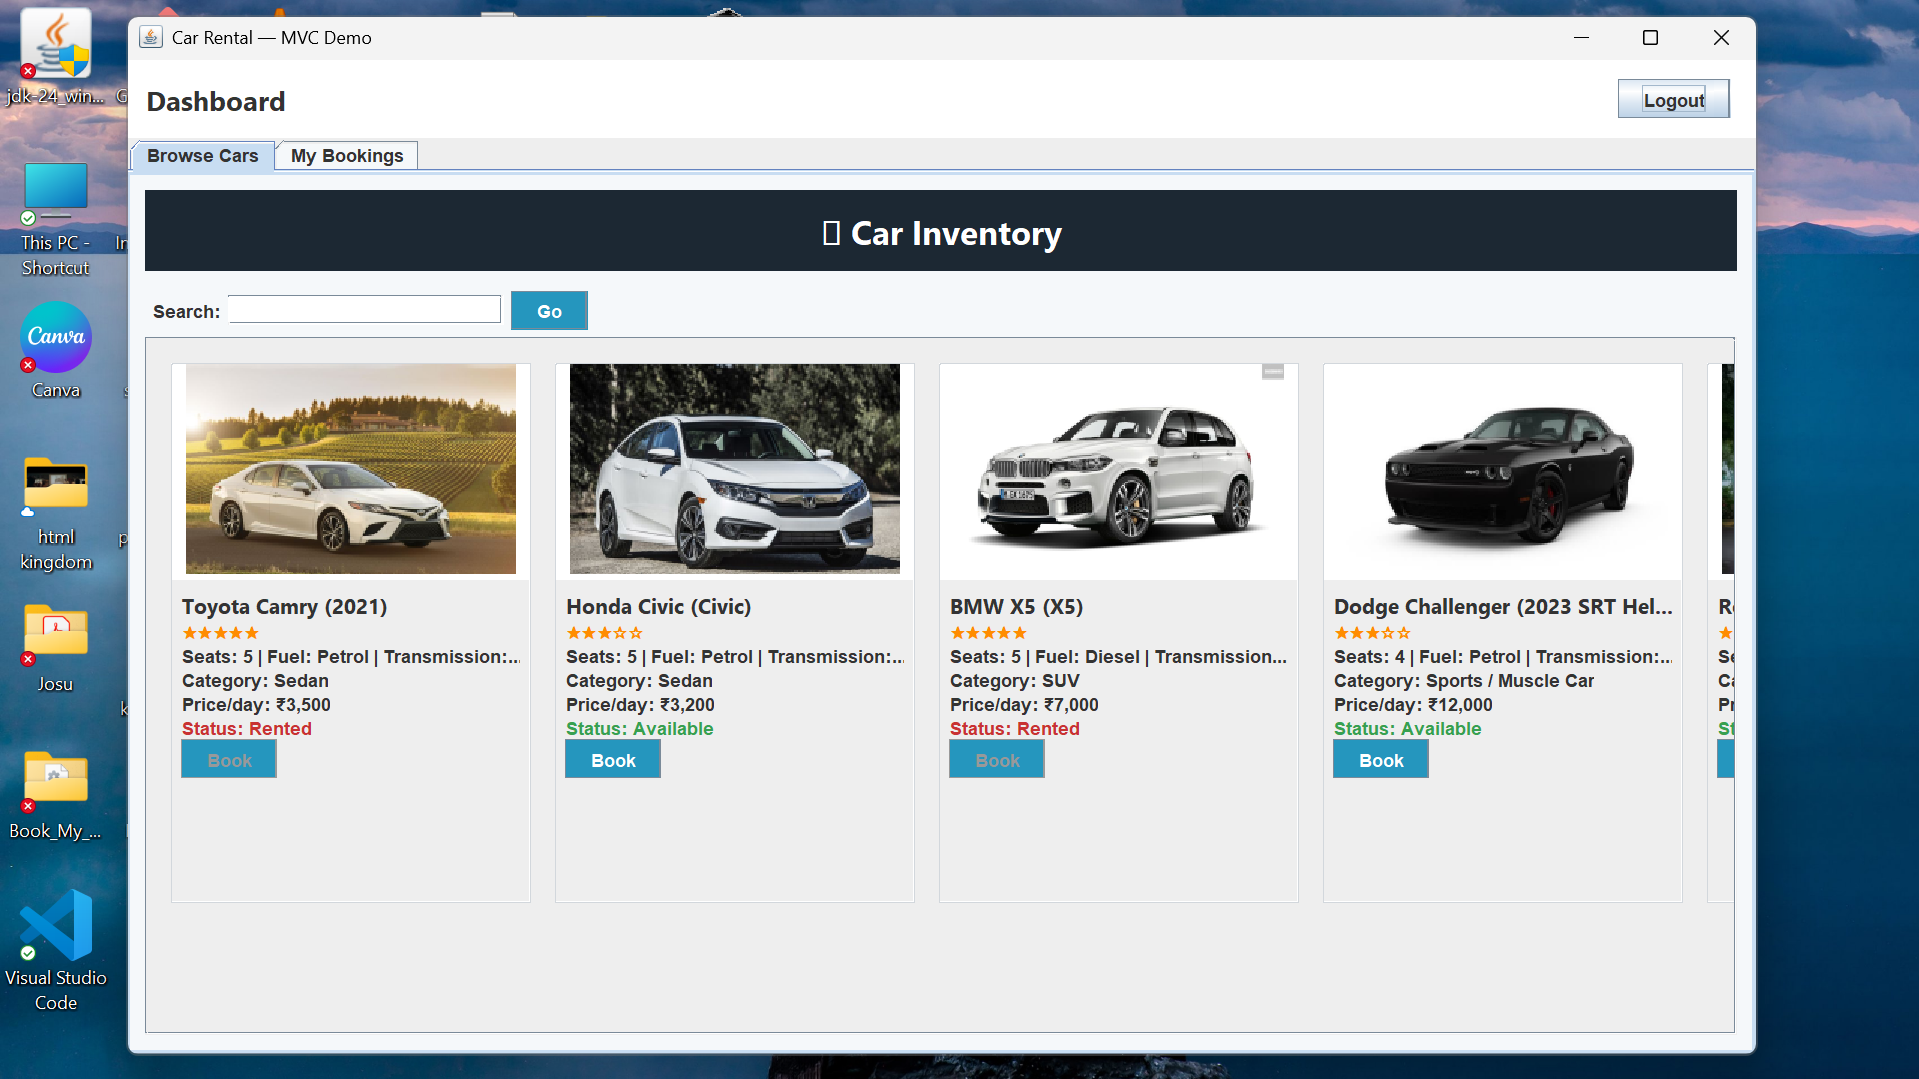 Car Rental — MVC Demo
Dashboard
Logout
Browse Cars
My Bookings
Car Inventory
Search:
Go
Toyota Camry (2021)
★★★★★
Seats: 5 | Fuel: Petrol | Transmission:...
Category: Sedan
Price/day: ₹3,500
Status: Rented
Book
Honda Civic (Civic)
★★★☆☆
Seats: 5 | Fuel: Petrol | Transmission:...
Category: Sedan
Price/day: ₹3,200
Status: Available
Book
BMW X5 (X5)
★★★★★
Seats: 5 | Fuel: Diesel | Transmission...
Category: SUV
Price/day: ₹7,000
Status: Rented
Book
Dodge Challenger (2023 SRT Hel...
★★★☆☆
Seats: 4 | Fuel: Petrol | Transmission:...
Category: Sports / Muscle Car
Price/day: ₹12,000
Status: Available
Book
jdk-24_win...
This PC -
Shortcut
Canva
Canva
html
kingdom
Josu
Book_My_...
Visual Studio
Code